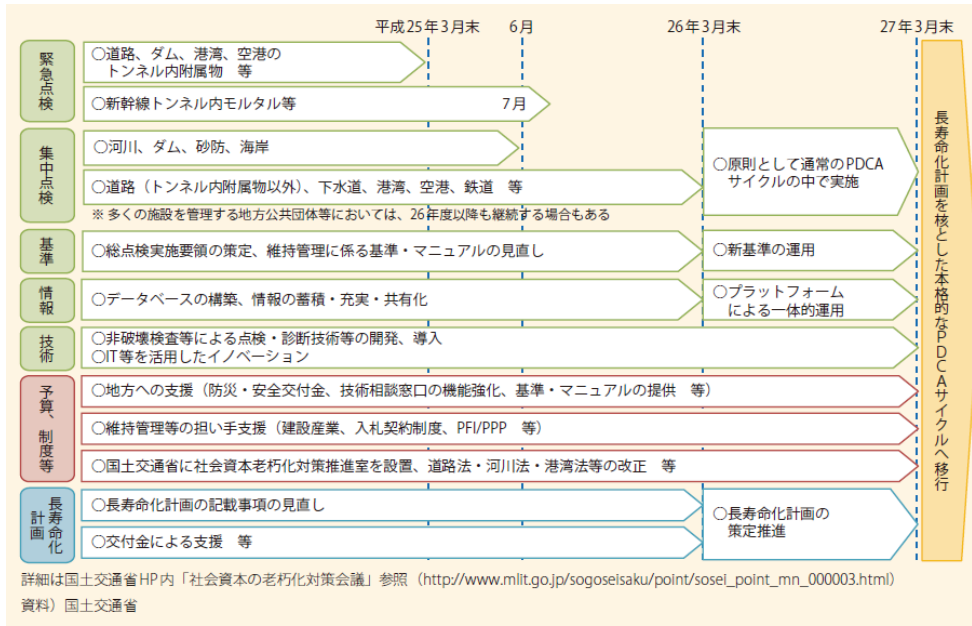 平成25年3月末 6月 26年3月末 27年3月末
緊急点検
○道路、ダム、港湾、空港の
トンネル内附属物 等
○新幹線トンネル内モルタル等 7月
集中点検
○河川、ダム、砂防、海岸
○道路（トンネル内附属物以外）、下水道、港湾、空港、鉄道 等
※ 多くの施設を管理する地方公共団体等においては、26年度以降も継続する場合もある
○原則として通常のPDCA
サイクルの中で実施
基準
○総点検実施要領の策定、維持管理に係る基準・マニュアルの見直し
○新基準の運用
情報
○データベースの構築、情報の蓄積・充実・共有化
○プラットフォーム
による一体的運用
技術
○非破壊検査等による点検・診断技術等の開発、導入
○IT等を活用したイノベーション
予算、制度等
○地方への支援（防災・安全交付金、技術相談窓口の機能強化、基準・マニュアルの提供 等）
○維持管理等の担い手支援（建設産業、入札契約制度、PFI/PPP 等）
○国土交通省に社会資本老朽化対策推進室を設置、道路法・河川法・港湾法等の改正 等
長寿命化
計画
○長寿命化計画の記載事項の見直し
○交付金による支援 等
○長寿命化計画の
策定推進
長寿命化計画を核とした本格的なPDCAサイクルへ移行
詳細は国土交通省HP内「社会資本の老朽化対策会議」参照（http://www.mlit.go.jp/sogoseisaku/point/sosei_point_mn_000003.html）
資料）国土交通省